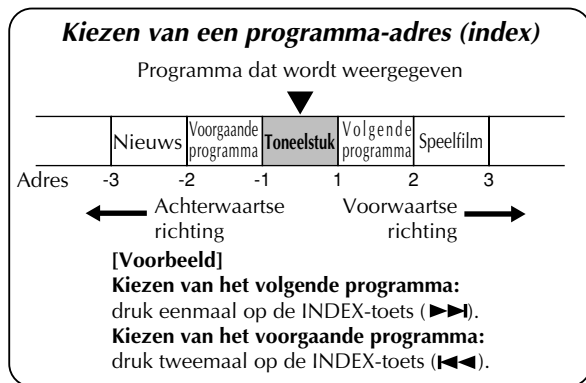 Kiezen van een programma-adres (index)
Programma dat wordt weergegeven
Nieuws Voorgaande programma Toneelstuk Volgende programma Speelfilm
Adres -3 -2 -1 1 2 3
Achterwaartse richting Voorwaartse richting
[Voorbeeld]
Kiezen van het volgende programma:
druk eenmaal op de INDEX-toets (►►I).
Kiezen van het voorgaande programma:
druk tweemaal op de INDEX-toets (I◄◄).